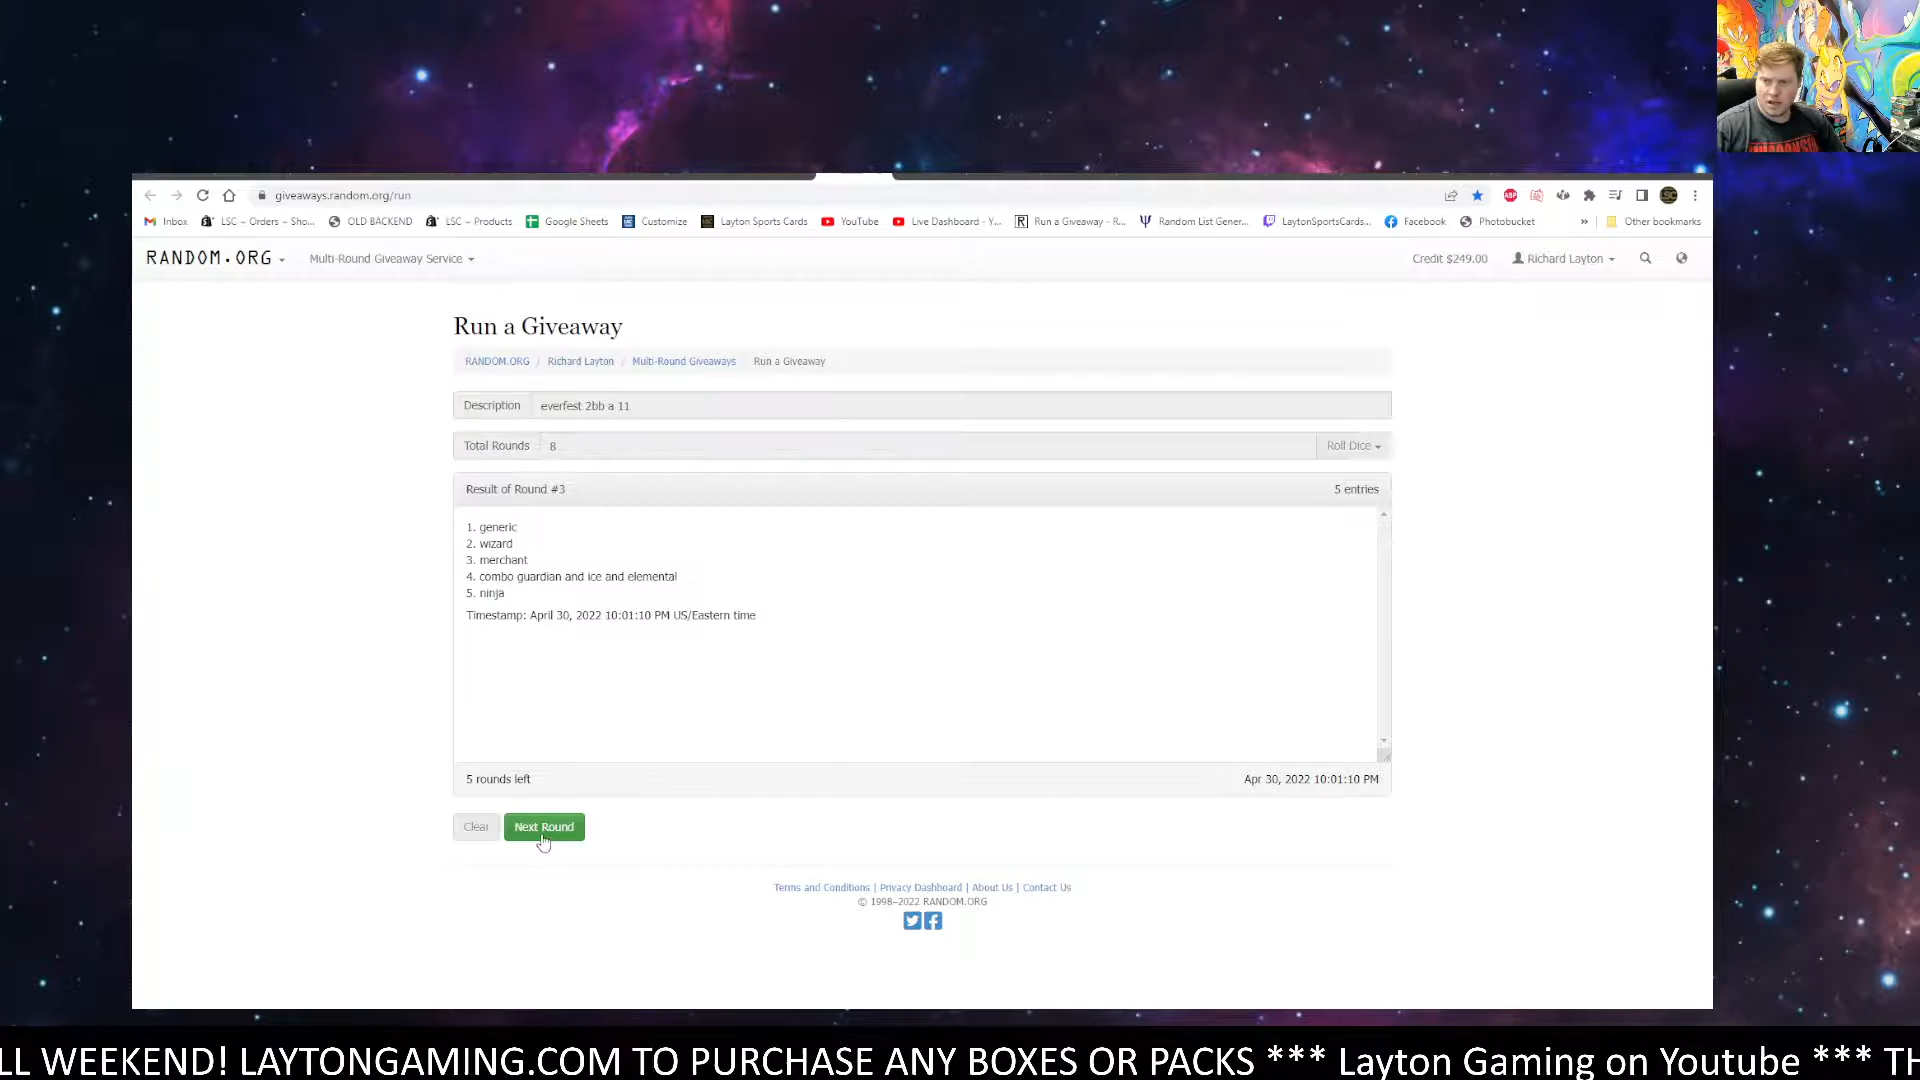 giveaways.random.org/run
Inbox LSC – Orders – Sho... OLD BACKEND LSC – Products Google Sheets Customize Layton Sports Cards YouTube Live Dashboard - Y... Run a Giveaway - R... Random List Gener... LaytonSportsCards... Facebook Photobucket » Other bookmarks
RANDOM.ORG Multi-Round Giveaway Service Credit $249.00 Richard Layton
Run a Giveaway
RANDOM.ORG / Richard Layton / Multi-Round Giveaways Run a Giveaway
Description everfest 2bb a 11
Total Rounds 8 Roll Dice
Result of Round #3 5 entries
1. generic
2. wizard
3. merchant
4. combo guardian and ice and elemental
5. ninja
Timestamp: April 30, 2022 10:01:10 PM US/Eastern time
5 rounds left Apr 30, 2022 10:01:10 PM
Clear Next Round
Terms and Conditions | Privacy Dashboard | About Us | Contact Us
© 1998–2022 RANDOM.ORG
LL WEEKEND! LAYTONGAMING.COM TO PURCHASE ANY BOXES OR PACKS *** Layton Gaming on Youtube *** TH